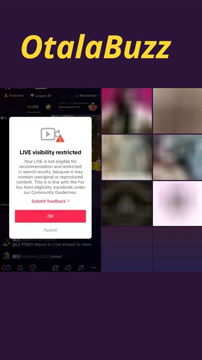 OtalaBuzz
LIVE visibility restricted
Your LIVE is not eligible for
recommendation and restricted
in search results, because it may
contain unoriginal or reproduced
content. This is in line with the For
You feed eligibility standards under
our Community Guidelines.
Submit feedback >
OK
Appeal